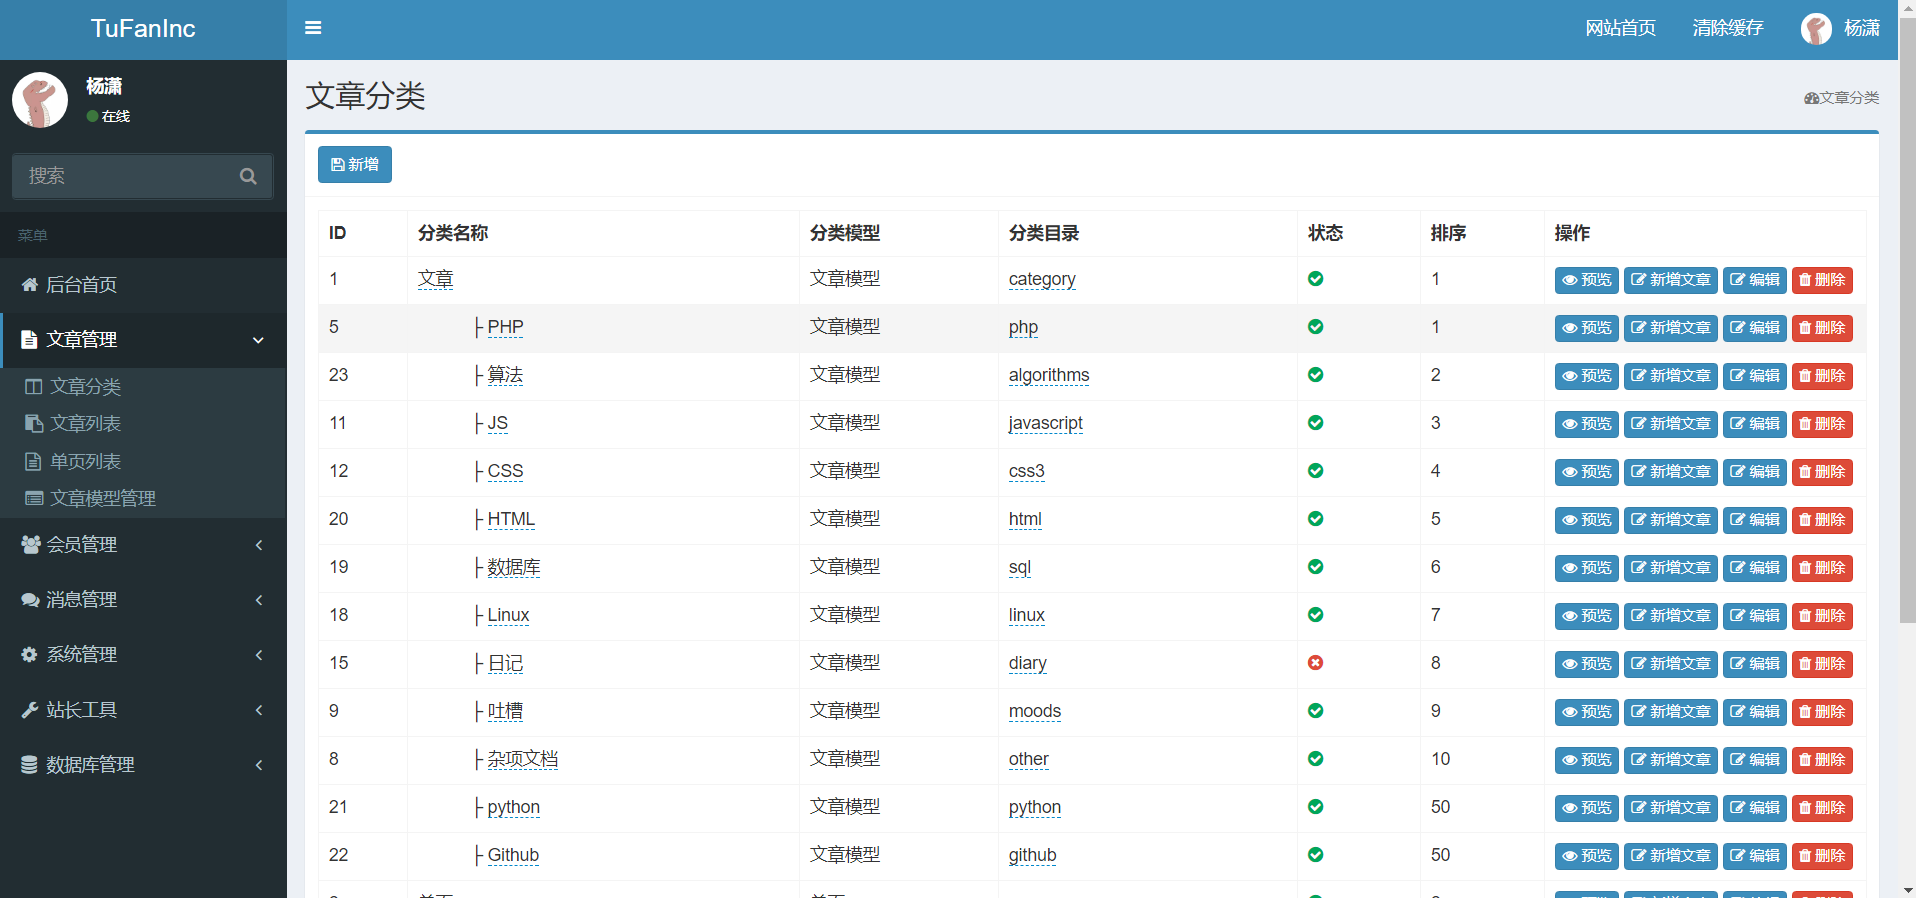 TuFanInc
网站首页 清除缓存 杨潇
杨潇
在线
搜索
菜单
后台首页
文章管理
文章分类
文章列表
单页列表
文章模型管理
会员管理
消息管理
系统管理
站长工具
数据库管理
文章分类
文章分类
新增
ID 分类名称 分类模型 分类目录 状态 排序 操作
1 文章 文章模型 category 1 预览 新增文章 编辑 删除
5 ├ PHP 文章模型 php 1 预览 新增文章 编辑 删除
23 ├ 算法 文章模型 algorithms 2 预览 新增文章 编辑 删除
11 ├ JS 文章模型 javascript 3 预览 新增文章 编辑 删除
12 ├ CSS 文章模型 css3 4 预览 新增文章 编辑 删除
20 ├ HTML 文章模型 html 5 预览 新增文章 编辑 删除
19 ├ 数据库 文章模型 sql 6 预览 新增文章 编辑 删除
18 ├ Linux 文章模型 linux 7 预览 新增文章 编辑 删除
15 ├ 日记 文章模型 diary 8 预览 新增文章 编辑 删除
9 ├ 吐槽 文章模型 moods 9 预览 新增文章 编辑 删除
8 ├ 杂项文档 文章模型 other 10 预览 新增文章 编辑 删除
21 ├ python 文章模型 python 50 预览 新增文章 编辑 删除
22 ├ Github 文章模型 github 50 预览 新增文章 编辑 删除